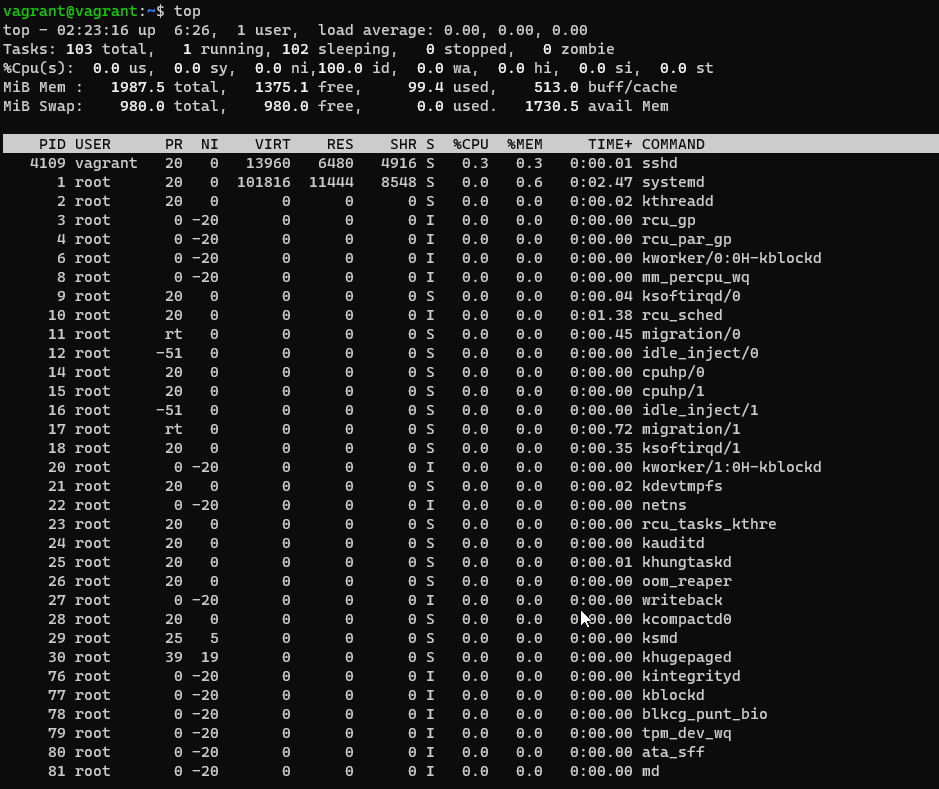 vagrant@vagrant:~$ top
top - 02:23:16 up  6:26,  1 user,  load average: 0.00, 0.00, 0.00
Tasks: 103 total,   1 running, 102 sleeping,   0 stopped,   0 zombie
%Cpu(s):  0.0 us,  0.0 sy,  0.0 ni,100.0 id,  0.0 wa,  0.0 hi,  0.0 si,  0.0 st
MiB Mem :   1987.5 total,   1375.1 free,     99.4 used,    513.0 buff/cache
MiB Swap:    980.0 total,    980.0 free,      0.0 used.   1730.5 avail Mem
PID USER      PR  NI    VIRT    RES    SHR S  %CPU  %MEM     TIME+ COMMAND
4109 vagrant   20   0   13960   6480   4916 S   0.3   0.3   0:00.01 sshd
1 root      20   0  101816  11444   8548 S   0.0   0.6   0:02.47 systemd
2 root      20   0       0      0      0 S   0.0   0.0   0:00.02 kthreadd
3 root       0 -20       0      0      0 I   0.0   0.0   0:00.00 rcu_gp
4 root       0 -20       0      0      0 I   0.0   0.0   0:00.00 rcu_par_gp
6 root       0 -20       0      0      0 I   0.0   0.0   0:00.00 kworker/0:0H-kblockd
8 root       0 -20       0      0      0 I   0.0   0.0   0:00.00 mm_percpu_wq
9 root      20   0       0      0      0 S   0.0   0.0   0:00.04 ksoftirqd/0
10 root      20   0       0      0      0 I   0.0   0.0   0:01.38 rcu_sched
11 root      rt   0       0      0      0 S   0.0   0.0   0:00.45 migration/0
12 root     -51   0       0      0      0 S   0.0   0.0   0:00.00 idle_inject/0
14 root      20   0       0      0      0 S   0.0   0.0   0:00.00 cpuhp/0
15 root      20   0       0      0      0 S   0.0   0.0   0:00.00 cpuhp/1
16 root     -51   0       0      0      0 S   0.0   0.0   0:00.00 idle_inject/1
17 root      rt   0       0      0      0 S   0.0   0.0   0:00.72 migration/1
18 root      20   0       0      0      0 S   0.0   0.0   0:00.35 ksoftirqd/1
20 root       0 -20       0      0      0 I   0.0   0.0   0:00.00 kworker/1:0H-kblockd
21 root      20   0       0      0      0 S   0.0   0.0   0:00.02 kdevtmpfs
22 root       0 -20       0      0      0 I   0.0   0.0   0:00.00 netns
23 root      20   0       0      0      0 S   0.0   0.0   0:00.00 rcu_tasks_kthre
24 root      20   0       0      0      0 S   0.0   0.0   0:00.00 kauditd
25 root      20   0       0      0      0 S   0.0   0.0   0:00.01 khungtaskd
26 root      20   0       0      0      0 S   0.0   0.0   0:00.00 oom_reaper
27 root       0 -20       0      0      0 I   0.0   0.0   0:00.00 writeback
28 root      20   0       0      0      0 S   0.0   0.0   0:00.00 kcompactd0
29 root      25   5       0      0      0 S   0.0   0.0   0:00.00 ksmd
30 root      39  19       0      0      0 S   0.0   0.0   0:00.00 khugepaged
76 root       0 -20       0      0      0 I   0.0   0.0   0:00.00 kintegrityd
77 root       0 -20       0      0      0 I   0.0   0.0   0:00.00 kblockd
78 root       0 -20       0      0      0 I   0.0   0.0   0:00.00 blkcg_punt_bio
79 root       0 -20       0      0      0 I   0.0   0.0   0:00.00 tpm_dev_wq
80 root       0 -20       0      0      0 I   0.0   0.0   0:00.00 ata_sff
81 root       0 -20       0      0      0 I   0.0   0.0   0:00.00 md